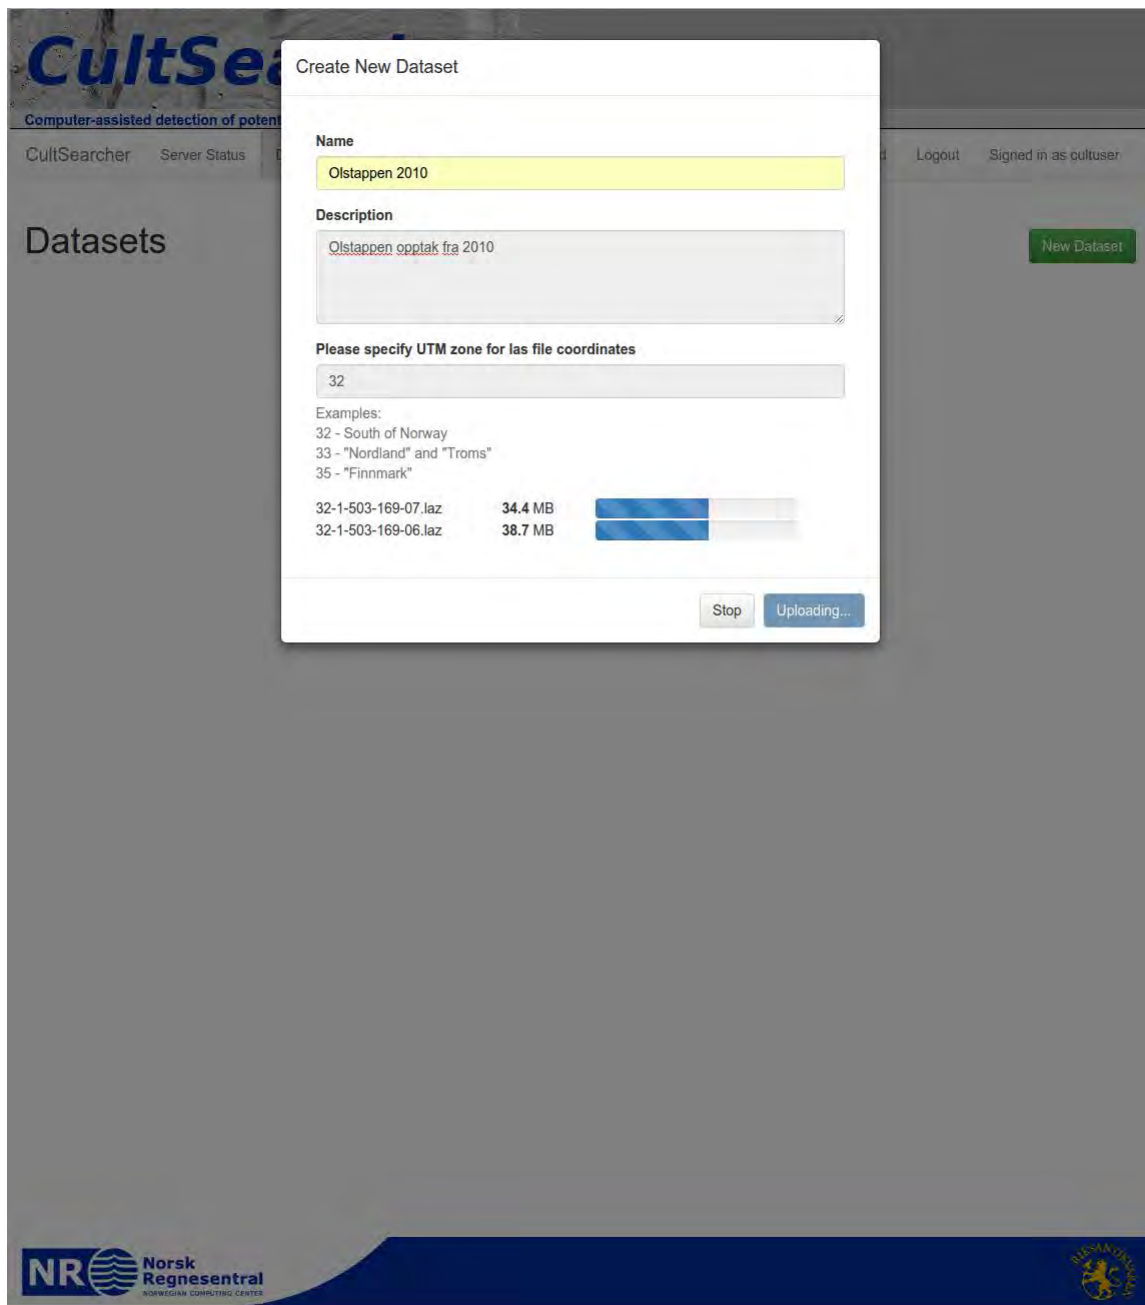 CultSea
Computer-assisted detection of potent
CultSearcher Server Status Logout Signed in as cultuser
Datasets
New Dataset
Create New Dataset
Name
Olstappen 2010
Description
Olstappen opptak fra 2010
Please specify UTM zone for las file coordinates
32
Examples:
32 - South of Norway
33 - "Nordland" and "Troms"
35 - "Finnmark"
32-1-503-169-07.laz 34.4 MB
32-1-503-169-06.laz 38.7 MB
Stop Uploading...
NR Norsk
Regnesentral
NORWEGIAN COMPUTING CENTER
RIKSANTIKVAREN